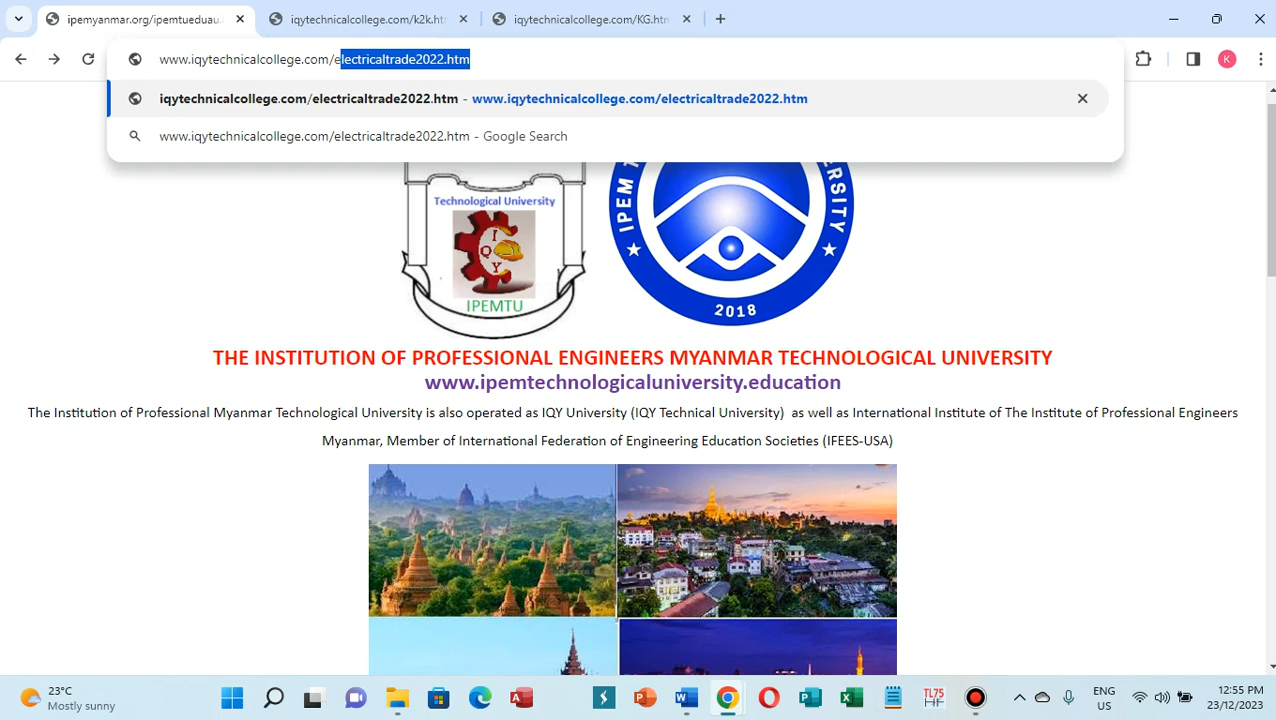 ipemyanmar.org/ipemtueduau.
iqytechnicalcollege.com/k2k.htm
iqytechnicalcollege.com/KG.htm
www.iqytechnicalcollege.com/electricaltrade2022.htm
K
iqytechnicalcollege.com/electricaltrade2022.htm - www.iqytechnicalcollege.com/electricaltrade2022.htm
www.iqytechnicalcollege.com/electricaltrade2022.htm - Google Search
Technological University
I
Q
Y
IPEMTU
2018
THE INSTITUTION OF PROFESSIONAL ENGINEERS MYANMAR TECHNOLOGICAL UNIVERSITY
www.ipemtechnologicaluniversity.education
The Institution of Professional Myanmar Technological University is also operated as IQY University (IQY Technical University) as well as International Institute of The Institute of Professional Engineers
Myanmar, Member of International Federation of Engineering Education Societies (IFEES-USA)
23°C
Mostly sunny
TL75
ENG
US
12:55 PM
23/12/2023